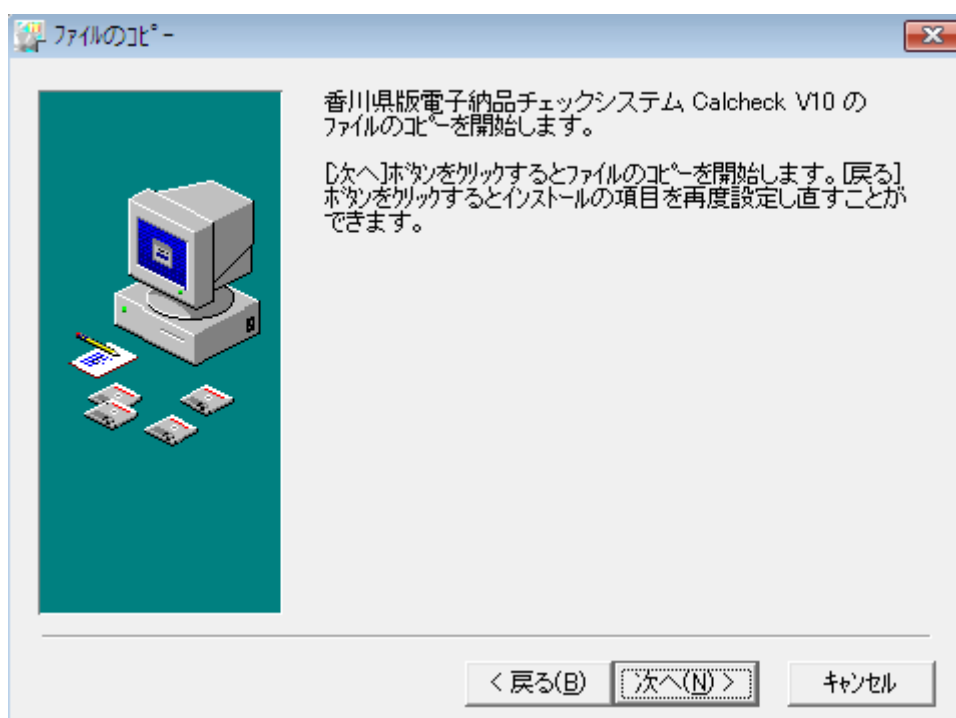 ファイルのコピー
香川県版電子納品チェックシステム Calcheck V10 の
ファイルのコピーを開始します。
[次へ]ボタンをクリックするとファイルのコピーを開始します。[戻る]
ボタンをクリックするとインストールの項目を再度設定し直すことが
できます。
< 戻る(B)
次へ(N) >
キャンセル